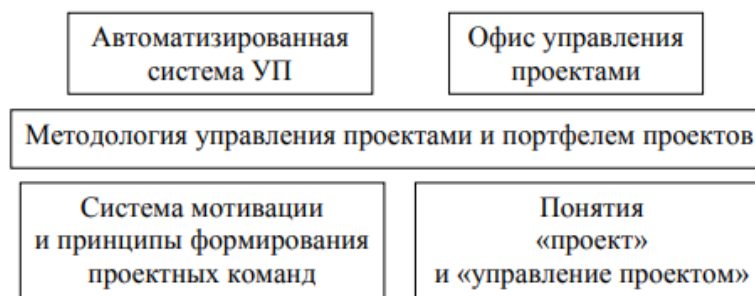 Автоматизированная
система УП
Офис управления
проектами
Методология управления проектами и портфелем проектов
Система мотивации
и принципы формирования
проектных команд
Понятия
«проект»
и «управление проектом»